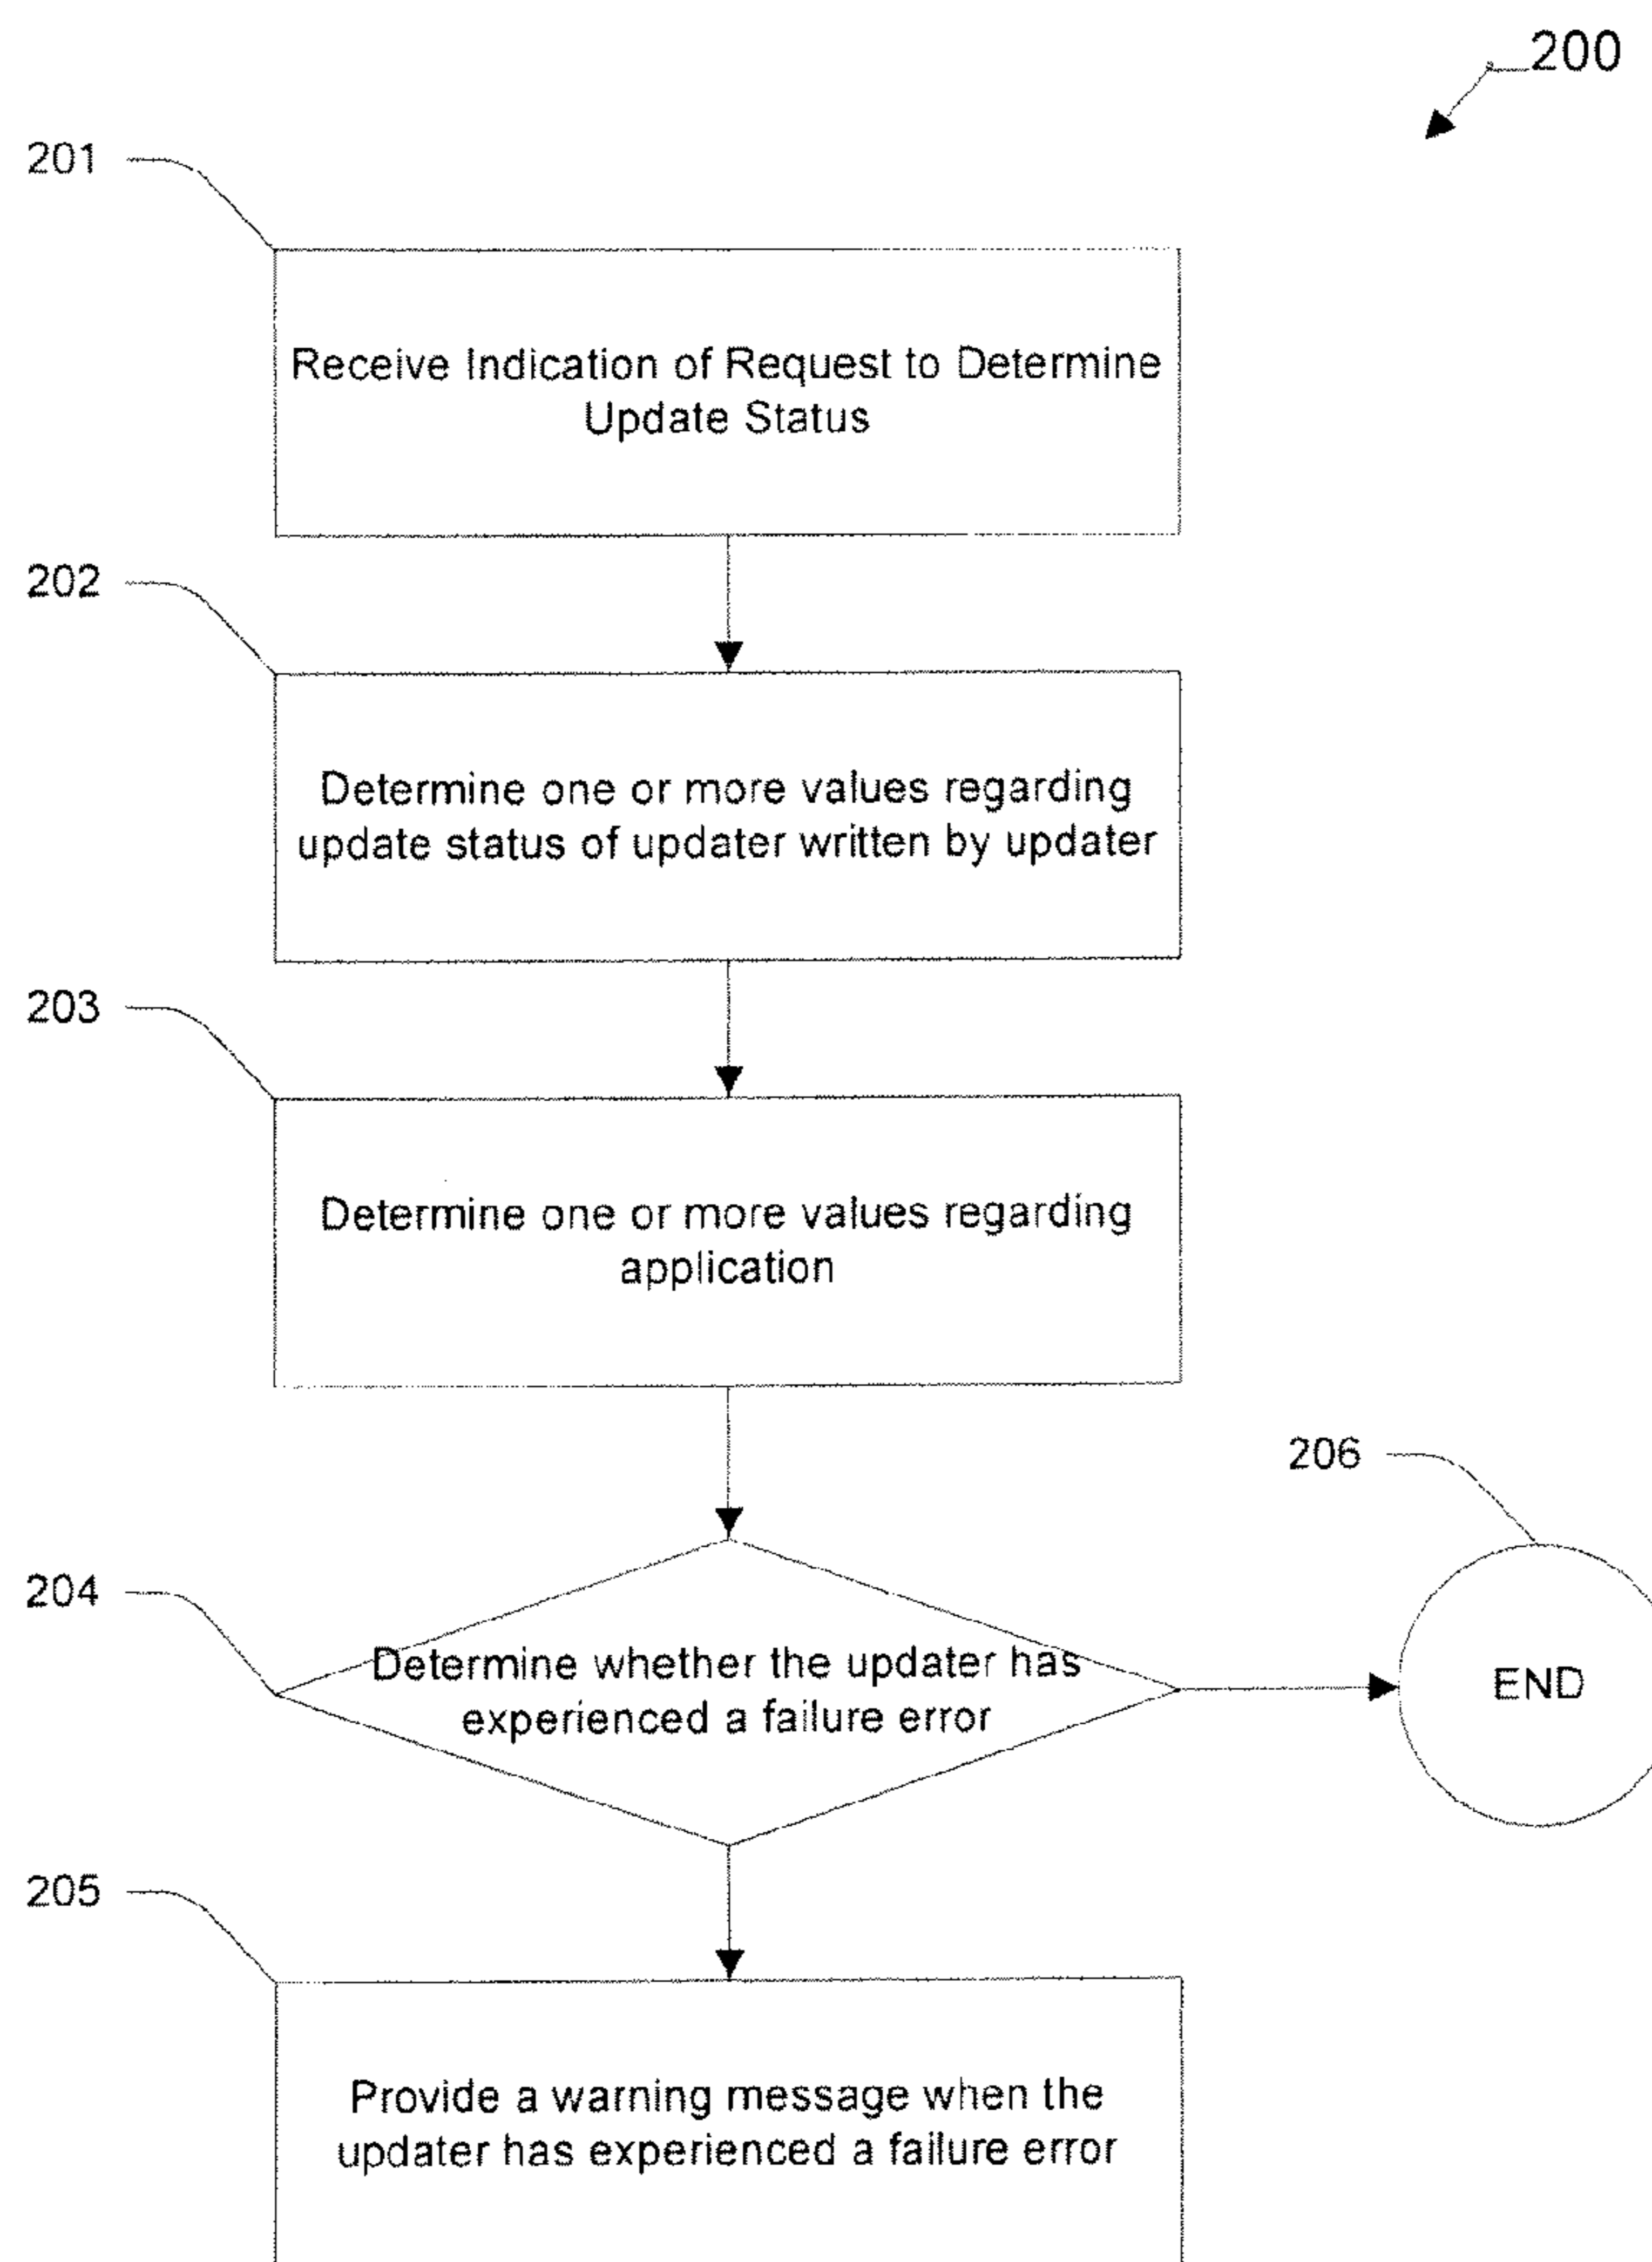 200
201
Receive Indication of Request to Determine
Update Status
202
Determine one or more values regarding
update status of updater written by updater
203
Determine one or more values regarding
application
206
204
Determine whether the updater has
experienced a failure error
END
205
Provide a warning message when the
updater has experienced a failure error